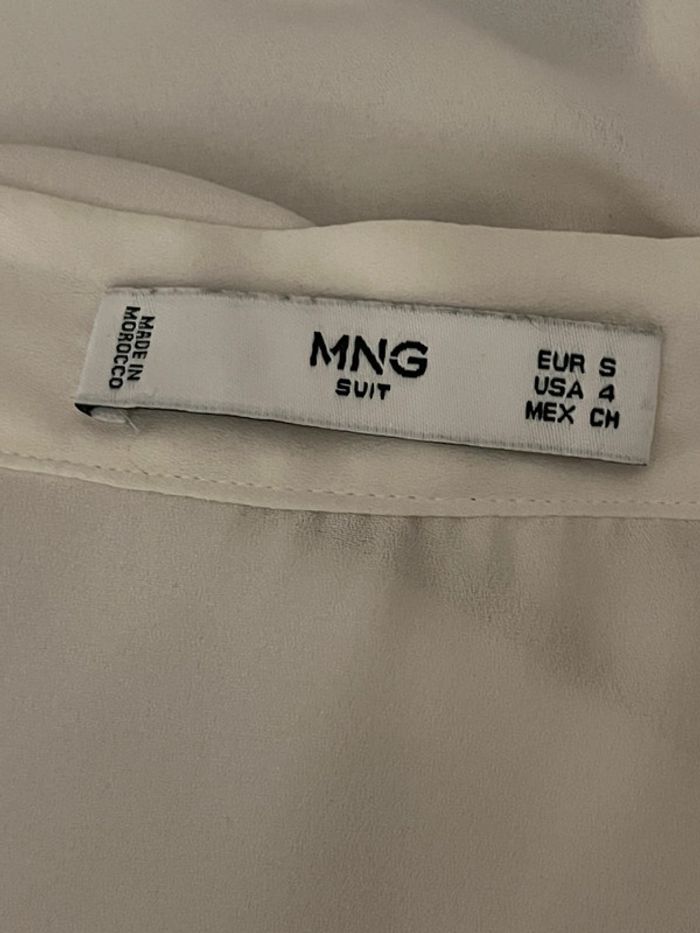 MADE IN
MOROCCO
MNG
SUIT
EUR S
USA 4
MEX CH